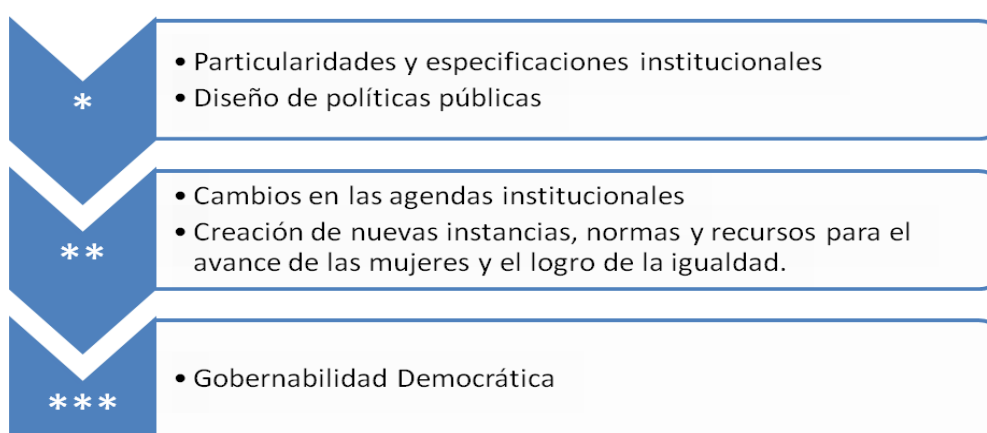 *
• Particularidades y especificaciones institucionales
• Diseño de políticas públicas
**
• Cambios en las agendas institucionales
• Creación de nuevas instancias, normas y recursos para el
avance de las mujeres y el logro de la igualdad.
***
• Gobernabilidad Democrática